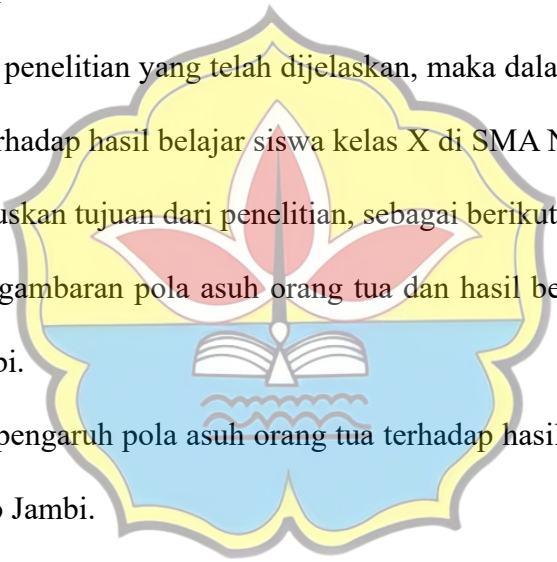 penelitian yang telah dijelaskan, maka dala
rhadap hasil belajar siswa kelas X di SMA N
uskan tujuan dari penelitian, sebagai berikut
gambaran pola asuh orang tua dan hasil be
bi.
pengaruh pola asuh orang tua terhadap hasil
o Jambi.